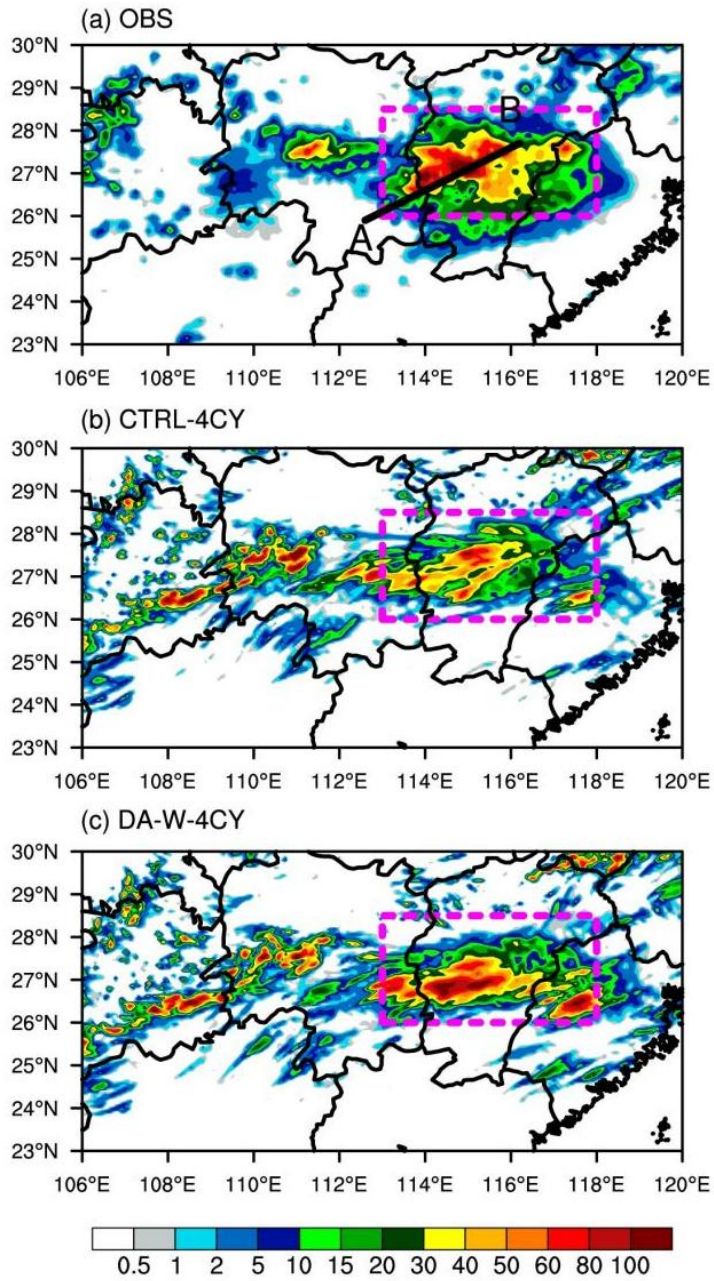 (a) OBS
30°N
29°N
28°N
27°N
26°N
25°N
24°N
23°N
B
A
106°E 108°E 110°E 112°E 114°E 116°E 118°E 120°E
(b) CTRL-4CY
30°N
29°N
28°N
27°N
26°N
25°N
24°N
23°N
106°E 108°E 110°E 112°E 114°E 116°E 118°E 120°E
(c) DA-W-4CY
30°N
29°N
28°N
27°N
26°N
25°N
24°N
23°N
106°E 108°E 110°E 112°E 114°E 116°E 118°E 120°E
0.5 1 2 5 10 15 20 30 40 50 60 80 100